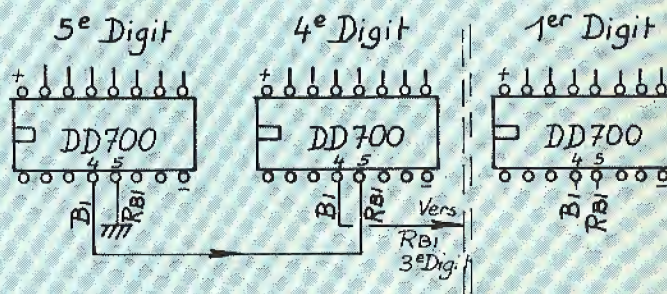 5e Digit
4e Digit
1er Digit
+
+
+
DD700
DD700
DD700
4 5
4 5
4 5
BI
RBI
BI
RBI
BI
RBI
Vers
RBI
3e Digit